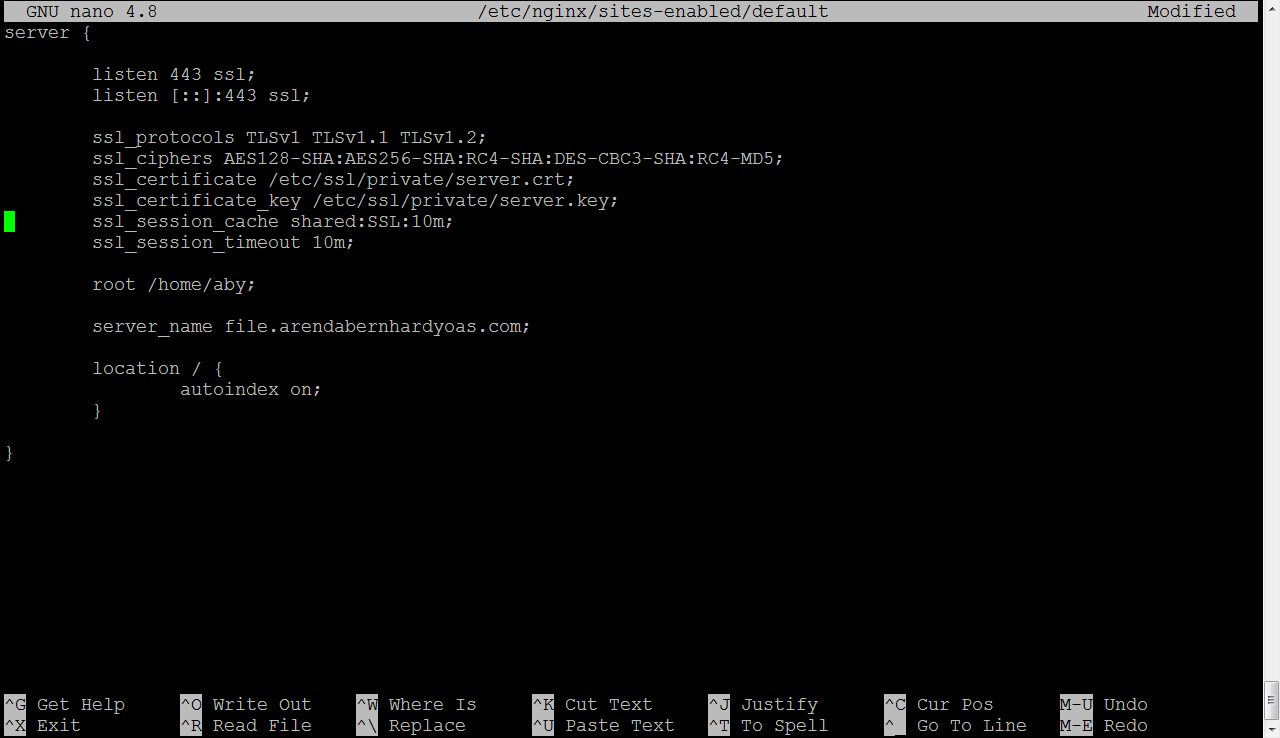 GNU nano 4.8 /etc/nginx/sites-enabled/default Modified
server {
listen 443 ssl;
listen [::]:443 ssl;
ssl_protocols TLSv1 TLSv1.1 TLSv1.2;
ssl_ciphers AES128-SHA:AES256-SHA:RC4-SHA:DES-CBC3-SHA:RC4-MD5;
ssl_certificate /etc/ssl/private/server.crt;
ssl_certificate_key /etc/ssl/private/server.key;
ssl_session_cache shared:SSL:10m;
ssl_session_timeout 10m;
root /home/aby;
server_name file.arendabernhardyoas.com;
location / {
autoindex on;
}
}
^G Get Help ^O Write Out ^W Where Is ^K Cut Text ^J Justify ^C Cur Pos M-U Undo
^X Exit ^R Read File ^\ Replace ^U Paste Text ^T To Spell ^_ Go To Line M-E Redo